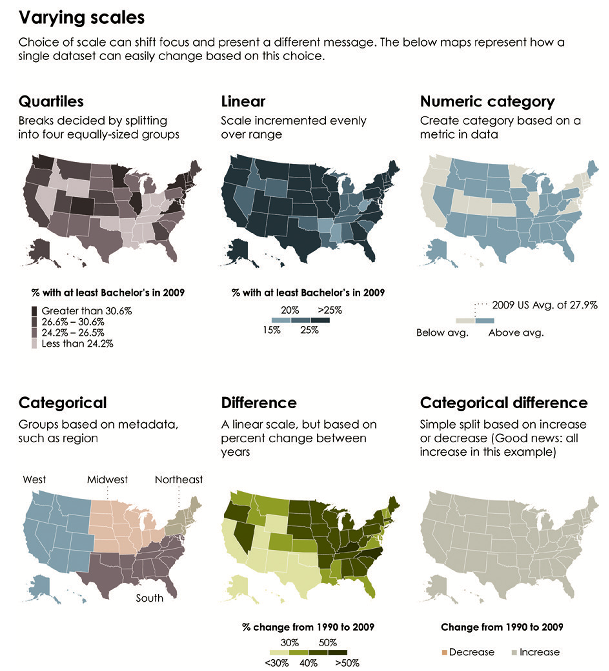 Varying scales
Choice of scale can shift focus and present a different message. The below maps represent how a
single dataset can easily change based on this choice.
Quartiles
Breaks decided by splitting
into four equally-sized groups
% with at least Bachelor's in 2009
Greater than 30.6%
26.6% – 30.6%
24.2% – 26.5%
Less than 24.2%
Linear
Scale incremented evenly
over range
% with at least Bachelor's in 2009
20% >25%
15% 25%
Numeric category
Create category based on a
metric in data
2009 US Avg. of 27.9%
Below avg. Above avg.
Categorical
Groups based on metadata,
such as region
West Midwest Northeast
South
Difference
A linear scale, but based on
percent change between
years
% change from 1990 to 2009
30% 50%
<30% 40% >50%
Categorical difference
Simple split based on increase
or decrease (Good news: all
increase in this example)
Change from 1990 to 2009
Decrease Increase